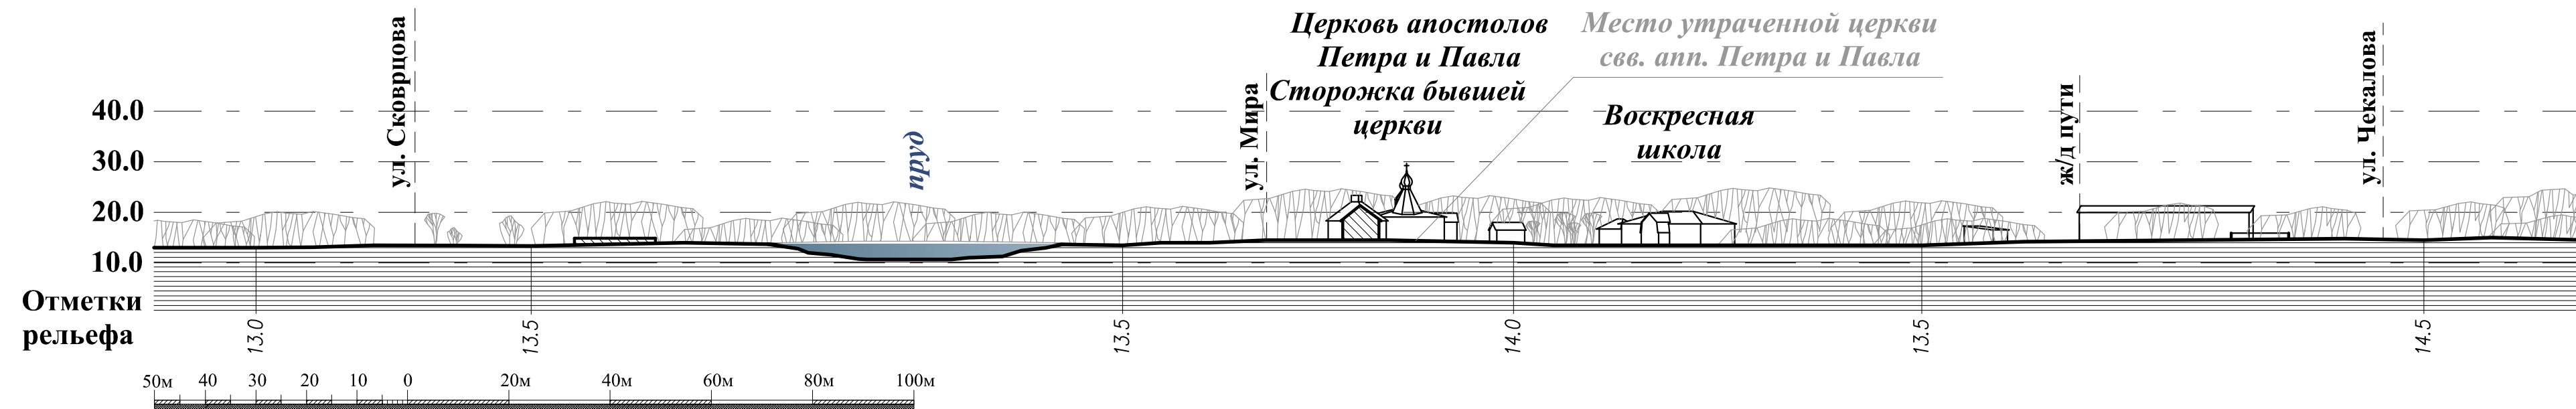 ул. Сковрцова
пруд
ул. Мира
Церковь апостолов
Петра и Павла
Сторожка бывшей
церкви
Место утраченной церкви
свв. апп. Петра и Павла
Воскресная
школа
ж/д пути
ул. Чекалова
40.0
30.0
20.0
10.0
Отметки
рельефа
13.0 13.5 13.5 14.0 13.5 14.5
50м 40 30 20 10 0 20м 40м 60м 80м 100м